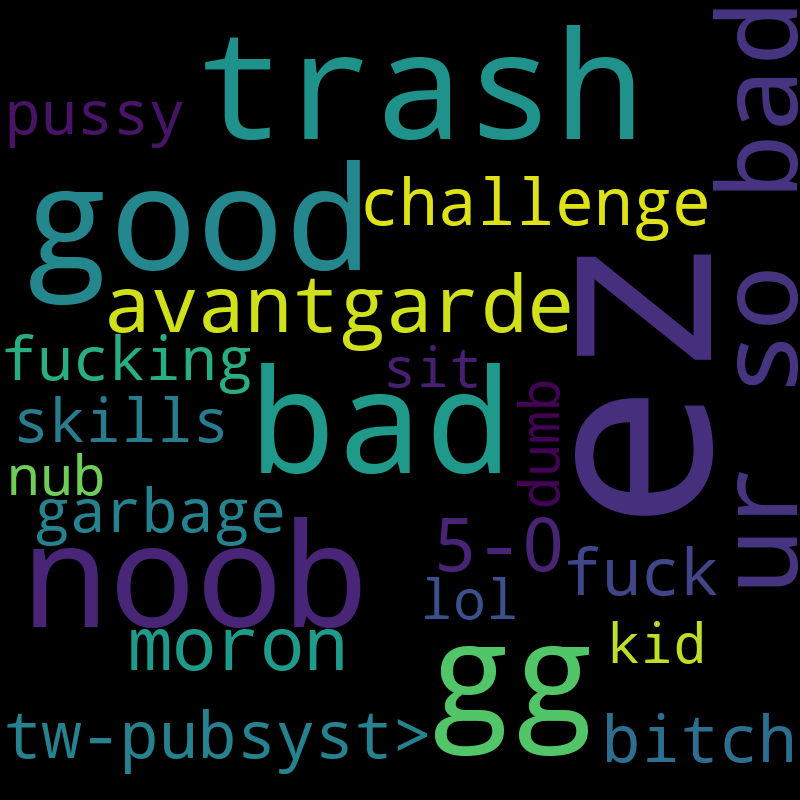 trash
pussy
ur so bad
good
challenge
avantgarde
ez
fucking
sit
bad
skills
dumb
nub
garbage
noob
5-0
fuck
lol
moron
kid
gg
tw-pubsyst>
bitch